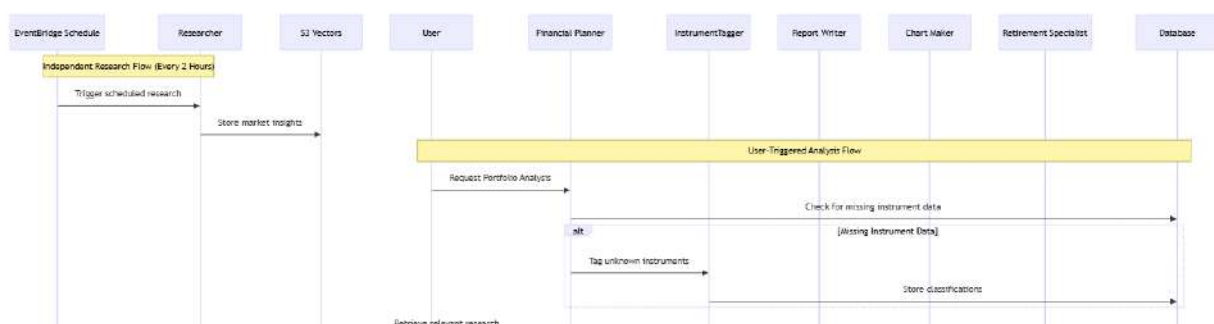 EventBridge Schedule
Researcher
S3 Vectors
User
Financial Planner
InstrumentTagger
Report Writer
Chart Maker
Retirement Specialist
Database
Independent Research Flow (Every 2 Hours)
Trigger scheduled research
Store market insights
User-Triggered Analysis Flow
Request Portfolio Analysis
Check for missing instrument data
alt
[Missing Instrument Data]
Tag unknown instruments
Store classifications
Retrieve relevant research